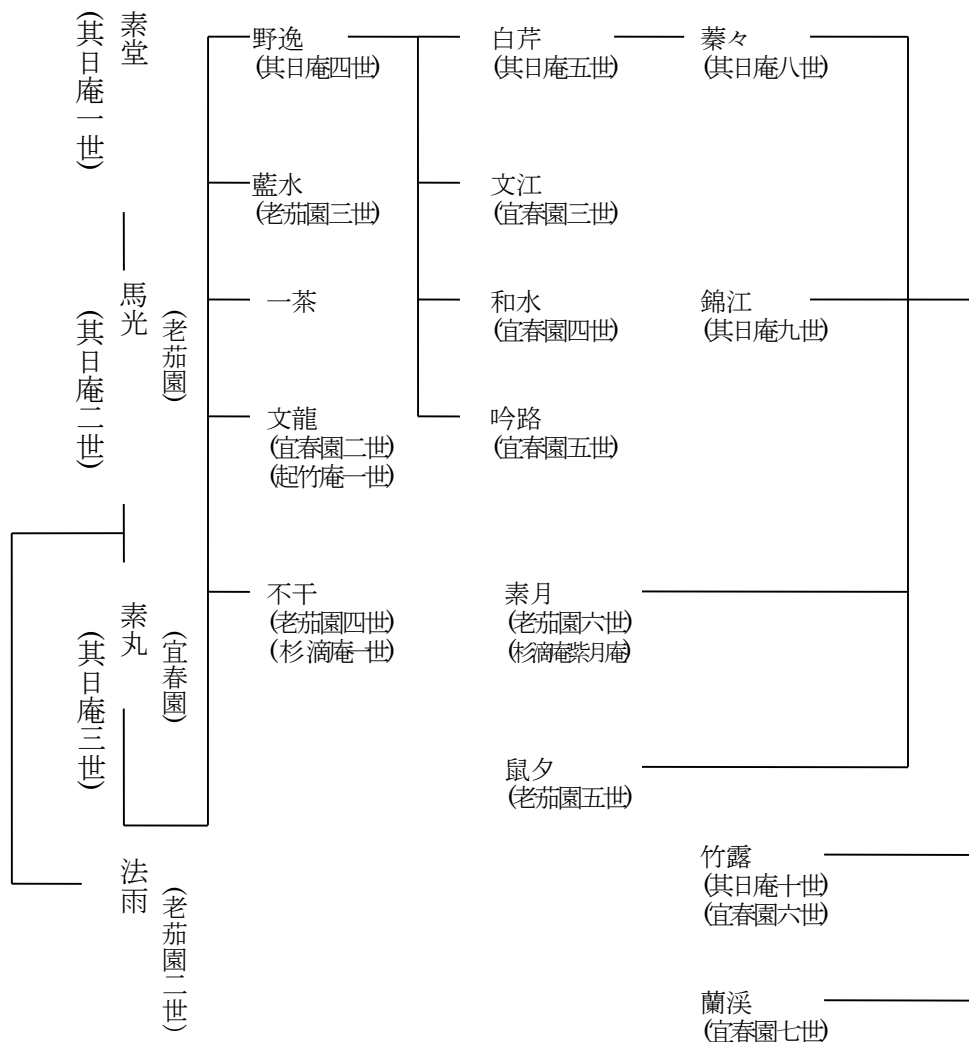 素堂
(其日庵一世)
馬光
(老茄園)
(其日庵二世)
素丸
(宜春園)
(其日庵三世)
法雨
(老茄園二世)
野逸
(其日庵四世)
藍水
(老茄園三世)
一茶
文龍
(宜春園二世)
(起竹庵一世)
不干
(老茄園四世)
(杉滴庵一世)
白芹
(其日庵五世)
文江
(宜春園三世)
和水
(宜春園四世)
吟路
(宜春園五世)
素月
(老茄園六世)
(杉滴庵紫月庵)
鼠夕
(老茄園五世)
蓁々
(其日庵八世)
錦江
(其日庵九世)
竹露
(其日庵十世)
(宜春園六世)
蘭渓
(宜春園七世)